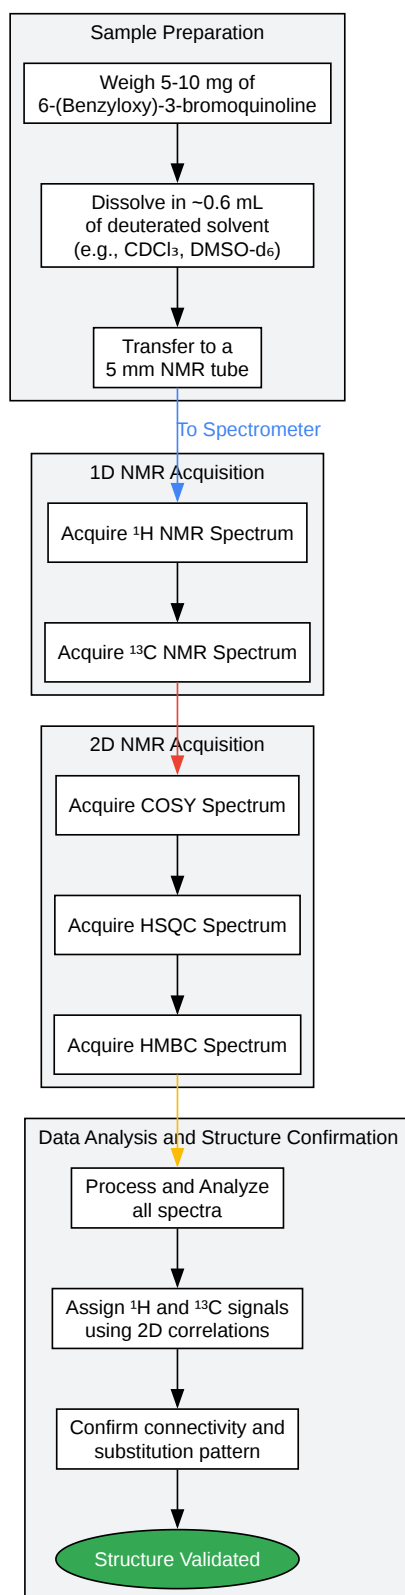 Sample Preparation
Weigh 5-10 mg of
6-(Benzyloxy)-3-bromoquinoline
Dissolve in ~0.6 mL
of deuterated solvent
(e.g., CDCl₃, DMSO-d₆)
Transfer to a
5 mm NMR tube
To Spectrometer
1D NMR Acquisition
Acquire ¹H NMR Spectrum
Acquire ¹³C NMR Spectrum
2D NMR Acquisition
Acquire COSY Spectrum
Acquire HSQC Spectrum
Acquire HMBC Spectrum
Data Analysis and Structure Confirmation
Process and Analyze
all spectra
Assign ¹H and ¹³C signals
using 2D correlations
Confirm connectivity and
substitution pattern
Structure Validated